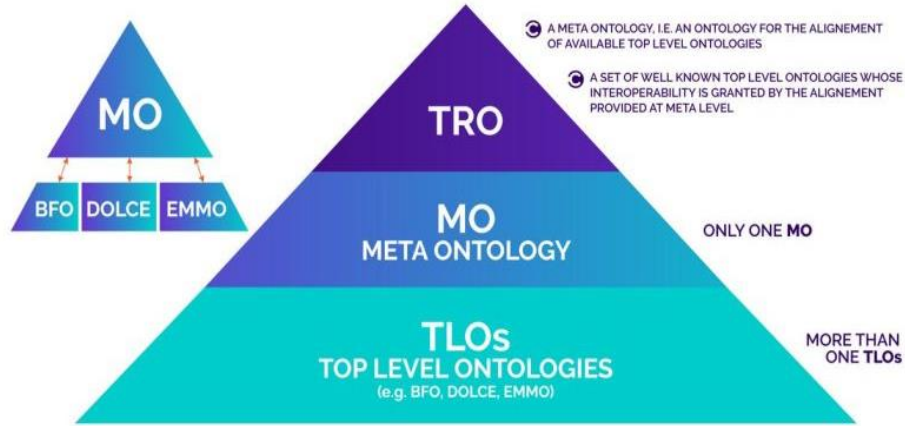 MO
BFO DOLCE EMMO
TRO
A META ONTOLOGY, I.E. AN ONTOLOGY FOR THE ALIGNEMENT
OF AVAILABLE TOP LEVEL ONTOLOGIES
A SET OF WELL KNOWN TOP LEVEL ONTOLOGIES WHOSE
INTEROPERABILITY IS GRANTED BY THE ALIGNEMENT
PROVIDED AT META LEVEL
MO
META ONTOLOGY
ONLY ONE MO
TLOs
TOP LEVEL ONTOLOGIES
(e.g. BFO, DOLCE, EMMO)
MORE THAN
ONE TLOs